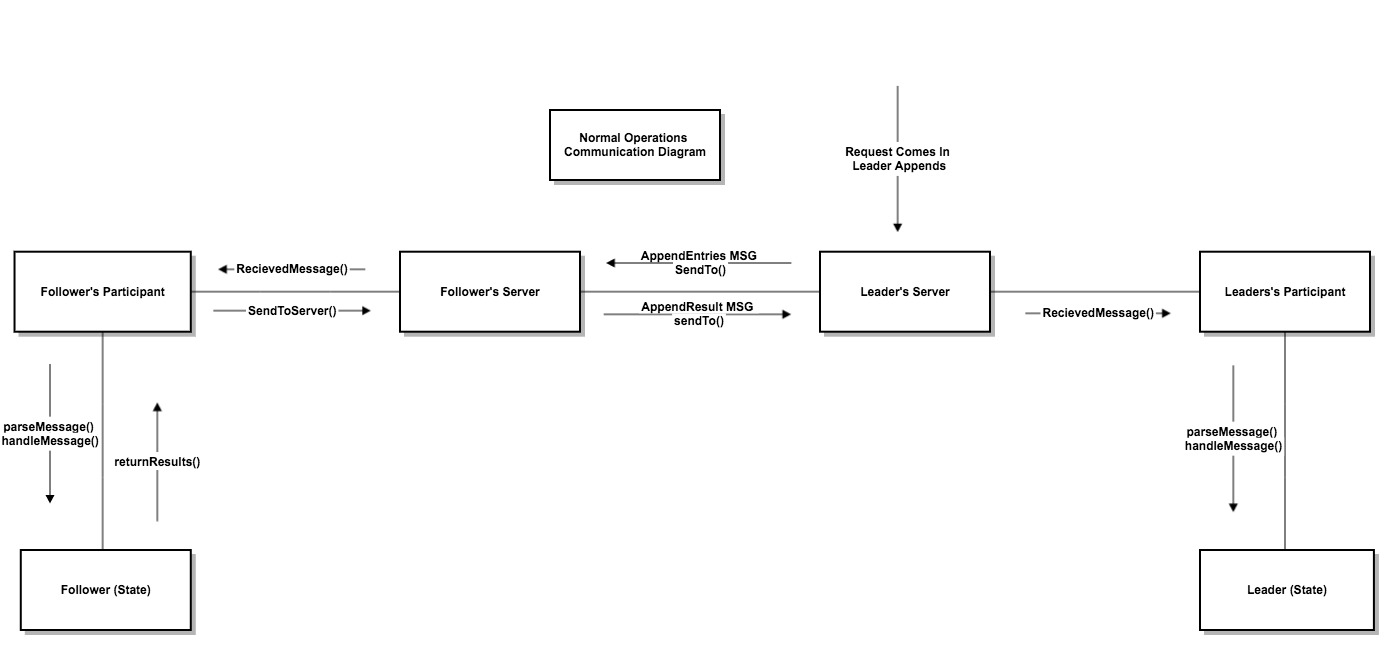 Normal Operations
Communication Diagram
Request Comes In
Leader Appends
AppendEntries MSG
SendTo()
RecievedMessage()
Follower's Participant
Follower's Server
Leader's Server
Leaders's Participant
SendToServer()
AppendResult MSG
sendTo()
RecievedMessage()
parseMessage()
handleMessage()
returnResults()
parseMessage()
handleMessage()
Follower (State)
Leader (State)